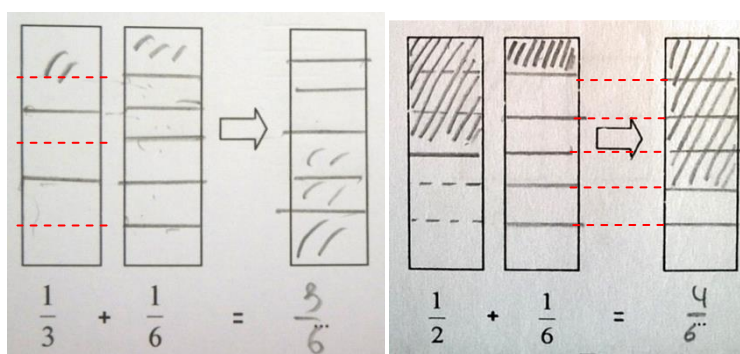 1/3 + 1/6 = 3/6
1/2 + 1/6 = 4/6